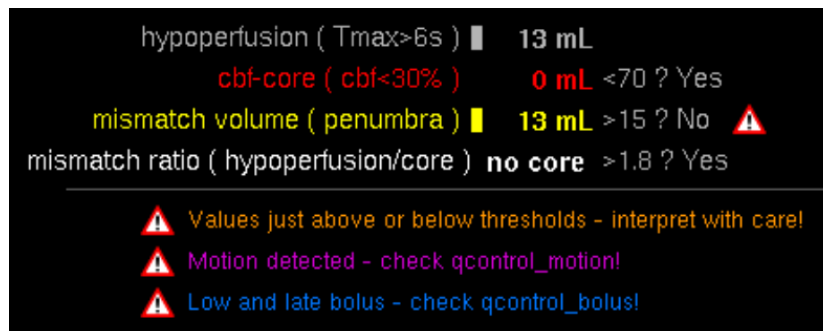 hypoperfusion ( Tmax>6s ) 13 mL
cbf-core ( cbf<30% ) 0 mL <70 ? Yes
mismatch volume ( penumbra ) 13 mL >15 ? No
mismatch ratio ( hypoperfusion/core ) no core >1.8 ? Yes
Values just above or below thresholds - interpret with care!
Motion detected - check qcontrol_motion!
Low and late bolus - check qcontrol_bolus!